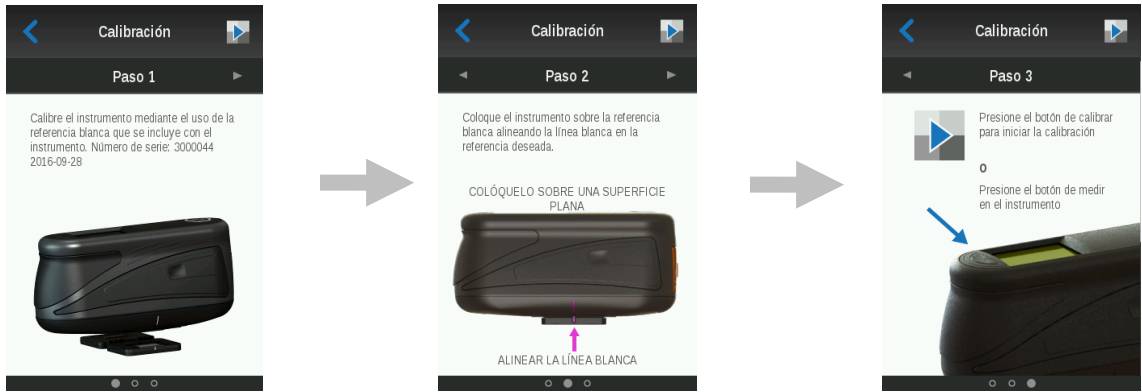 Calibración
Paso 1
Calibre el instrumento mediante el uso de la
referencia blanca que se incluye con el
instrumento. Número de serie: 3000044
2016-09-28
Calibración
Paso 2
Coloque el instrumento sobre la referencia
blanca alineando la línea blanca en la
referencia deseada.
COLÓQUELO SOBRE UNA SUPERFICIE
PLANA
ALINEAR LA LÍNEA BLANCA
Calibración
Paso 3
Presione el botón de calibrar
para iniciar la calibración
o
Presione el botón de medir
en el instrumento